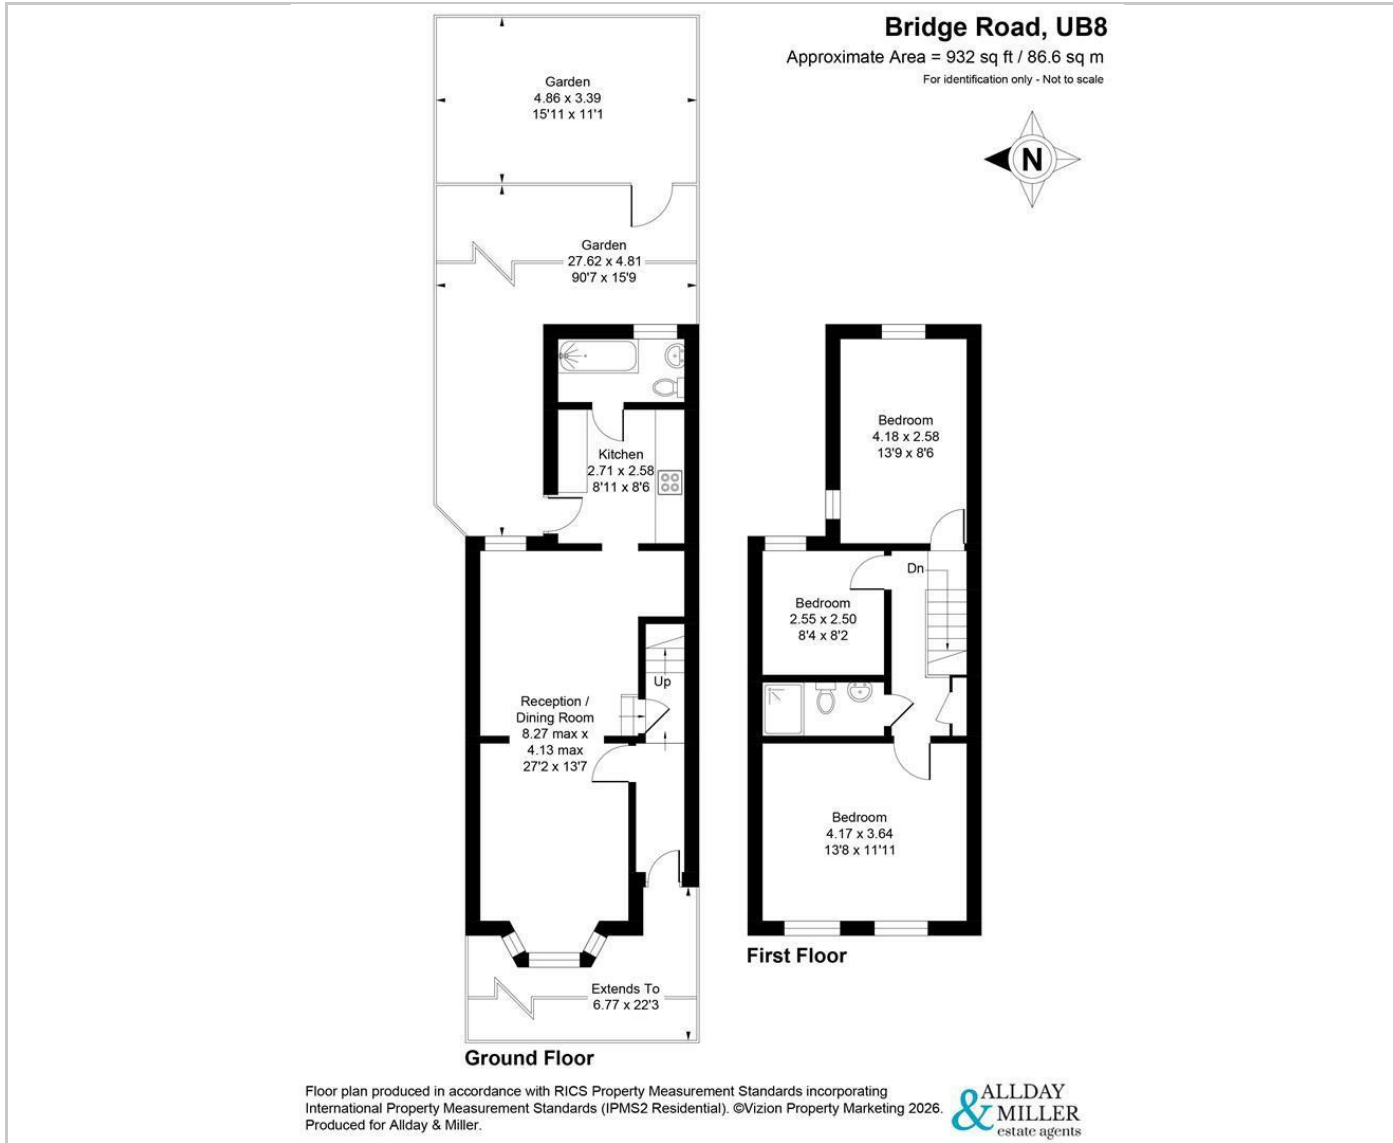 Bridge Road, UB8
Approximate Area = 932 sq ft / 86.6 sq m
For identification only - Not to scale
N
Garden
4.86 x 3.39
15'11 x 11'1
Garden
27.62 x 4.81
90'7 x 15'9
Kitchen
2.71 x 2.58
8'11 x 8'6
Up
Reception /
Dining Room
8.27 max x
4.13 max
27'2 x 13'7
Extends To
6.77 x 22'3
Ground Floor
Bedroom
4.18 x 2.58
13'9 x 8'6
Dn
Bedroom
2.55 x 2.50
8'4 x 8'2
Bedroom
4.17 x 3.64
13'8 x 11'11
First Floor
Floor plan produced in accordance with RICS Property Measurement Standards incorporating
International Property Measurement Standards (IPMS2 Residential). ©Vizion Property Marketing 2026.
Produced for Allday & Miller.
ALLDAY
& MILLER
estate agents